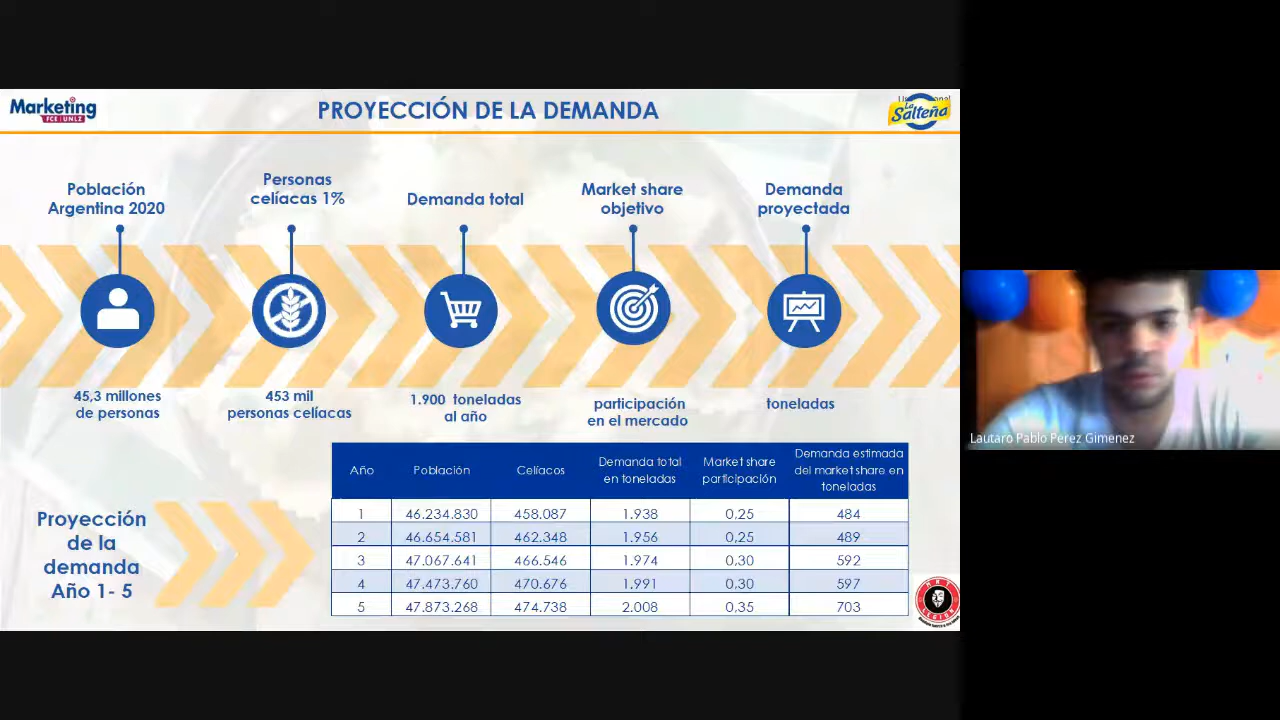 Marketing
FCE | UNLZ
PROYECCIÓN DE LA DEMANDA
La
Salteña
Población
Argentina 2020
Personas
celíacas 1%
Demanda total
Market share
objetivo
Demanda
proyectada
45,3 millones
de personas
453 mil
personas celíacas
1.900 toneladas
al año
participación
en el mercado
toneladas
Lautaro Pablo Perez Gimenez
Proyección
de la
demanda
Año 1- 5
Año Población Celíacos Demanda total en toneladas Market share participación Demanda estimada del market share en toneladas
1 46.234.830 458.087 1.938 0,25 484
2 46.654.581 462.348 1.956 0,25 489
3 47.067.641 466.546 1.974 0,30 592
4 47.473.760 470.676 1.991 0,30 597
5 47.873.268 474.738 2.008 0,35 703